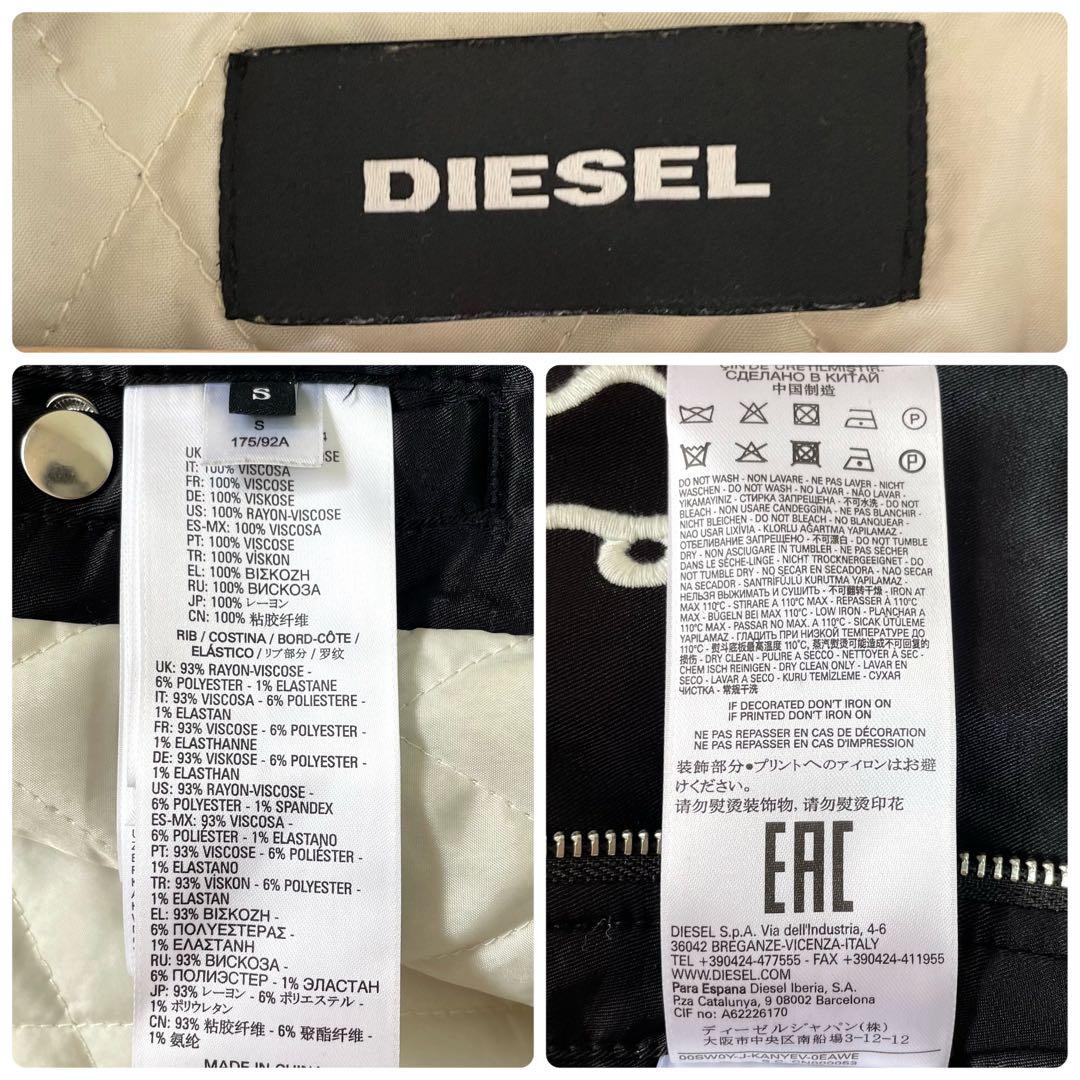 DIESEL
S
S
175/92A
IT: 100% VISCOSA
FR: 100% VISCOSE
DE: 100% VISKOSE
US: 100% RAYON-VISCOSE
ES-MX: 100% VISCOSA
PT: 100% VISCOSE
TR: 100% VİSKON
EL: 100% ΒΙΣΚΟΖΗ
RU: 100% ВИСКОЗА
JP: 100% レーヨン
CN: 100% 粘胶纤维
RIB / COSTINA / BORD-CÔTE /
ELÁSTICO / リブ部分 / 罗纹
UK: 93% RAYON-VISCOSE -
6% POLYESTER - 1% ELASTANE
IT: 93% VISCOSA - 6% POLIESTERE -
1% ELASTAN
FR: 93% VISCOSE - 6% POLYESTER -
1% ELASTHANNE
DE: 93% VISKOSE - 6% POLYESTER -
1% ELASTHAN
US: 93% RAYON-VISCOSE -
6% POLYESTER - 1% SPANDEX
ES-MX: 93% VISCOSA -
6% POLIÉSTER - 1% ELASTANO
PT: 93% VISCOSE - 6% POLIÉSTER -
1% ELASTANO
TR: 93% VİSKON - 6% POLYESTER -
1% ELASTAN
EL: 93% ΒΙΣΚΟΖΗ -
6% ΠΟΛΥΕΣΤΕΡΑΣ -
1% ΕΛΑΣΤΑΝΗ
RU: 93% ВИСКОЗА -
6% ПОЛИЭСТЕР - 1% ЭЛАСТАН
JP: 93% レーヨン - 6% ポリエステル -
1% ポリウレタン
CN: 93% 粘胶纤维 - 6% 聚酯纤维 -
1% 氨纶
MADE IN CHINA
ÇIN DE ÜRETILMIŞTIR.
СДЕЛАНО В КИТАЙ
中国制造
P
P
DO NOT WASH - NON LAVARE - NE PAS LAVER - NICHT
WASCHEN - DO NOT WASH - NO LAVAR - NÃO LAVAR -
YIKAMAYINIZ - СТИРКА ЗАПРЕЩЕНА - 不可水洗 - DO NOT
BLEACH - NON USARE CANDEGGINA - NE PAS BLANCHIR -
NICHT BLEICHEN - DO NOT BLEACH - NO BLANQUEAR -
NAO USAR LIXÍVIA - KLORLU AĞARTMA YAPILAMAZ -
ОТБЕЛИВАНИЕ ЗАПРЕЩЕНО - 不可漂白 - DO NOT TUMBLE
DRY - NON ASCIUGARE IN TUMBLER - NE PAS SÉCHER
DANS LE SÈCHE-LINGE - NICHT TROCKNERGEEIGNET - DO
NOT TUMBLE DRY - NO SECAR EN SECADORA - NÃO SECAR
NA SECADORA - SANTRIFÜJLÜ KURUTMA YAPILAMAZ -
НЕЛЬЗЯ ВЫЖИМАТЬ И СУШИТЬ - 不可翻转干燥 - IRON AT
MAX 110°C - STIRARE A 110°C MAX - REPASSER À 110°C
MAX - BÜGELN BEI MAX 110°C - LOW IRON - PLANCHAR A
110°C MAX - PASSAR NO MAX. A 110°C - SICAK ÜTÜLEME
YAPILAMAZ - ГЛАДИТЬ ПРИ НИЗКОЙ ТЕМПЕРАТУРЕ ДО
110°C - 熨斗底板最高温度 110°C, 蒸汽熨烫可能造成不可回复的
损伤 - DRY CLEAN - PULIRE A SECCO - NETTOYER À SEC -
CHEM ISCH REINIGEN - DRY CLEAN ONLY - LAVAR EN
SECO - LAVAR A SECO - KURU TEMİZLEME - СУХАЯ
ЧИСТКА - 常规干洗
IF DECORATED DON'T IRON ON
IF PRINTED DON'T IRON ON
NE PAS REPASSER EN CAS DE DÉCORATION
NE PAS REPASSER EN CAS D'IMPRESSION
装飾部分●プリントへのアイロンはお避
けください。
请勿熨烫装饰物, 请勿熨烫印花
EAC
DIESEL S.p.A. Via dell'Industria, 4-6
36042 BREGANZE-VICENZA-ITALY
TEL +390424-477555 - FAX +390424-411955
WWW.DIESEL.COM
Para Espana Diesel Iberia, S.A.
P.za Catalunya, 9 08002 Barcelona
CIF no: A62226170
ディーゼルジャパン(株)
大阪市中央区南船場3-12-12
00SW0Y-J-KANYEV-0EAWE